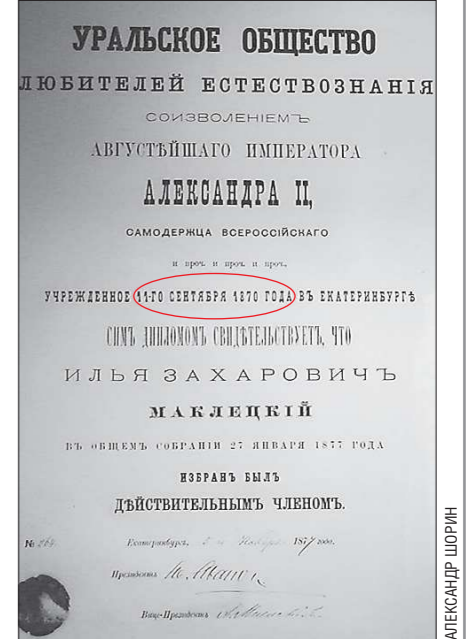 УРАЛЬСКОЕ ОБЩЕСТВО
ЛЮБИТЕЛЕЙ ЕСТЕСТВОЗНАНІЯ
СОИЗВОЛЕНІЕМЪ
АВГУСТѢЙШАГО ИМПЕРАТОРА
АЛЕКСАНДРА II,
САМОДЕРЖЦА ВСЕРОССІЙСКАГО
и проч. и проч. и проч.
УЧРЕЖДЕННОЕ 11-ГО СЕНТЯБРЯ 1870 ГОДА ВЪ ЕКАТЕРИНБУРГѢ
СИМЪ ДИПЛОМОМЪ СВИДѢТЕЛЬСТВУЕТЪ, ЧТО
ИЛЬЯ ЗАХАРОВИЧЪ
МАКЛЕЦКІЙ
ВЪ ОБЩЕМЪ СОБРАНІИ 27 ЯНВАРЯ 1877 ГОДА
ИЗБРАНЪ БЫЛЪ
ДѢЙСТВИТЕЛЬНЫМЪ ЧЛЕНОМЪ.
№
Екатеринбургъ, 1877 года.
Президентъ
Вице-Президентъ
АЛЕКСАНДР ШОРИН